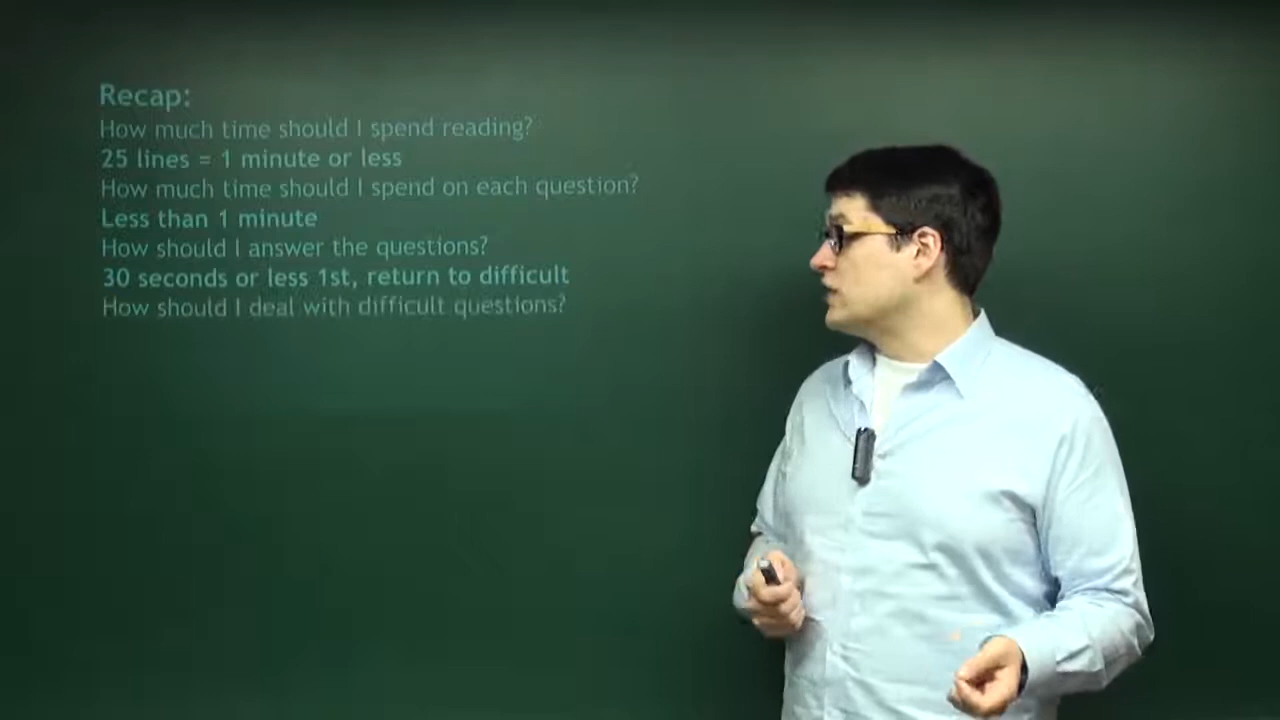 Recap:
How much time should I spend reading?
25 lines = 1 minute or less
How much time should I spend on each question?
Less than 1 minute
How should I answer the questions?
30 seconds or less 1st, return to difficult
How should I deal with difficult questions?